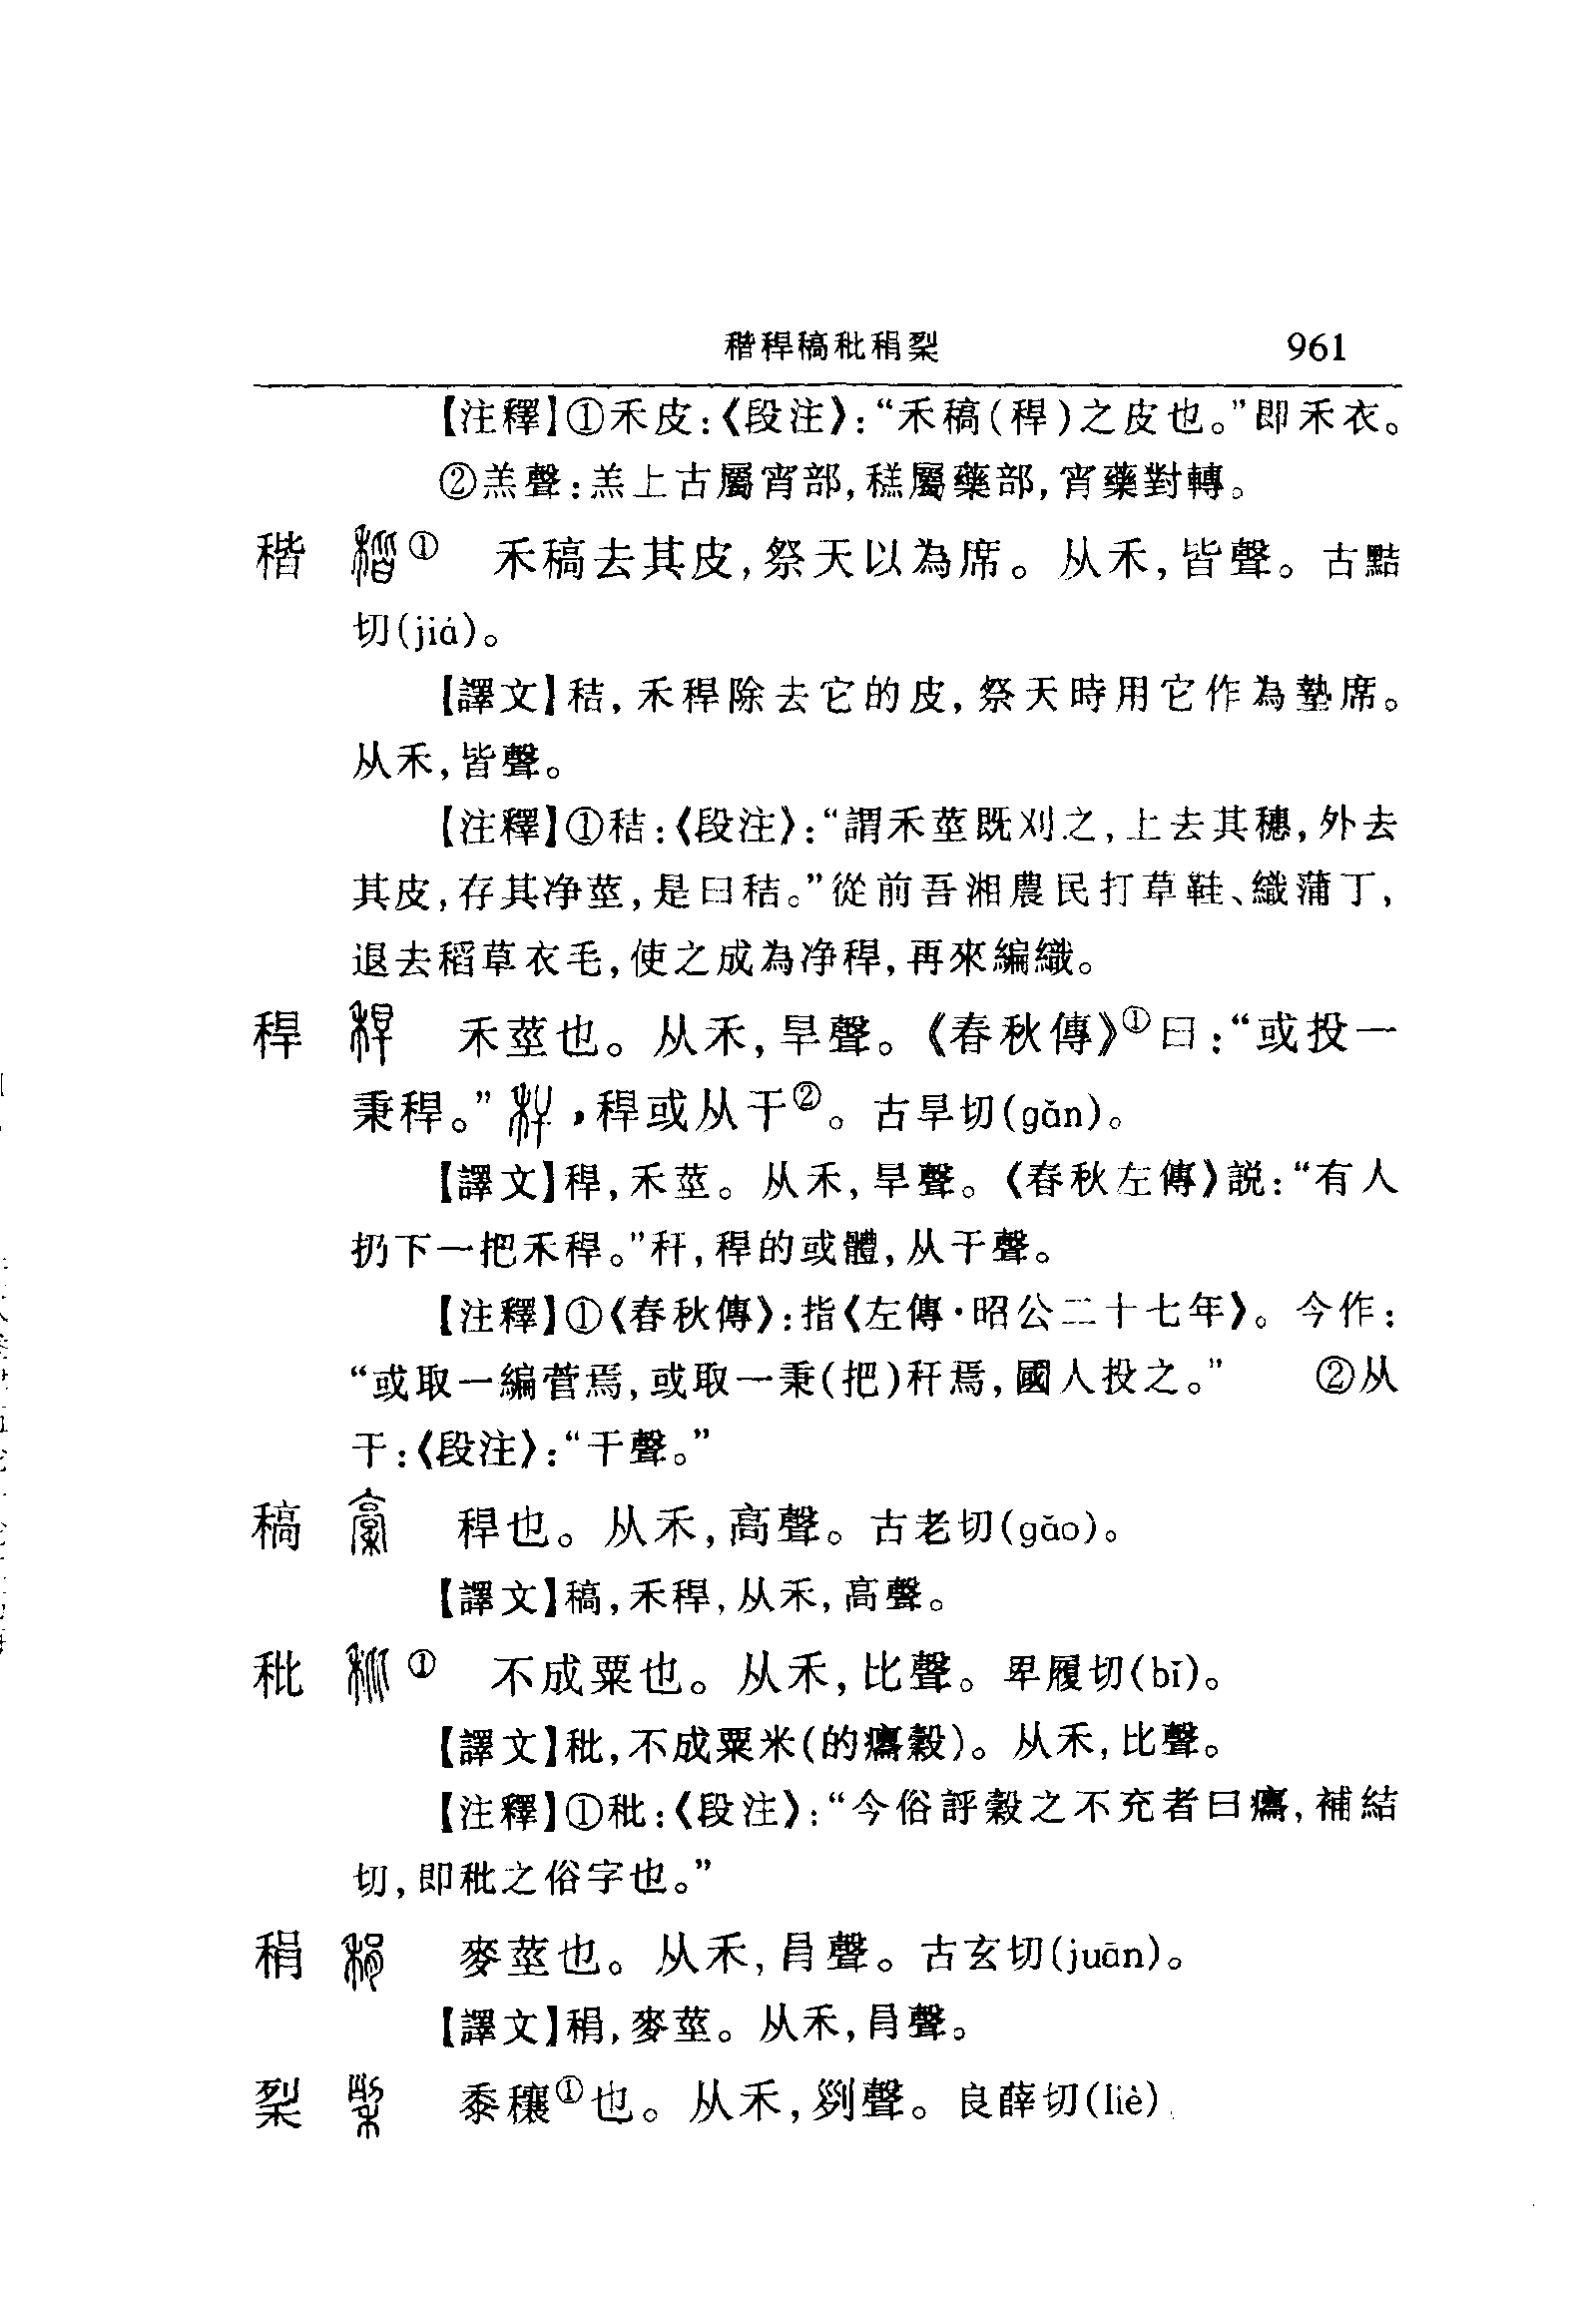 稭稈稿秕稍梨 961
【注釋】①禾皮:《段注》:“禾稿(稈)之皮也。”即禾衣。
②羔聲:羔上古屬宵部,糕屬藥部,宵藥對轉。
稭 ① 禾稿去其皮,祭天以為席。从禾,皆聲。古黠
切(jiá)。
【譯文】秸,禾稈除去它的皮,祭天時用它作為墊席。
从禾,皆聲。
【注釋】①秸:《段注》:“謂禾莖既刈之,上去其穗,外去
其皮,存其净莖,是曰秸。”從前吾湘農民打草鞋、織蒲丁,
退去稻草衣毛,使之成為净稈,再來編織。
稈 禾莖也。从禾,旱聲。《春秋傳》①曰:“或投一
秉稈。” ,稈或从干②。古旱切(gǎn)。
【譯文】稈,禾莖。从禾,旱聲。《春秋左傳》説:“有人
扔下一把禾稈。”秆,稈的或體,从干聲。
【注釋】①《春秋傳》:指《左傳·昭公二十七年》。今作:
“或取一編菅焉,或取一秉(把)秆焉,國人投之。” ②从
干:《段注》:“干聲。”
稿 稈也。从禾,高聲。古老切(gǎo)。
【譯文】稿,禾稈,从禾,高聲。
秕 ① 不成粟也。从禾,比聲。卑履切(bǐ)。
【譯文】秕,不成粟米(的癟穀)。从禾,比聲。
【注釋】①秕:《段注》:“今俗評穀之不充者曰癟,補結
切,即秕之俗字也。”
稍 麥莖也。从禾,肙聲。古玄切(juān)。
【譯文】稍,麥莖。从禾,肙聲。
梨 黍穰①也。从禾,列聲。良薛切(liè)